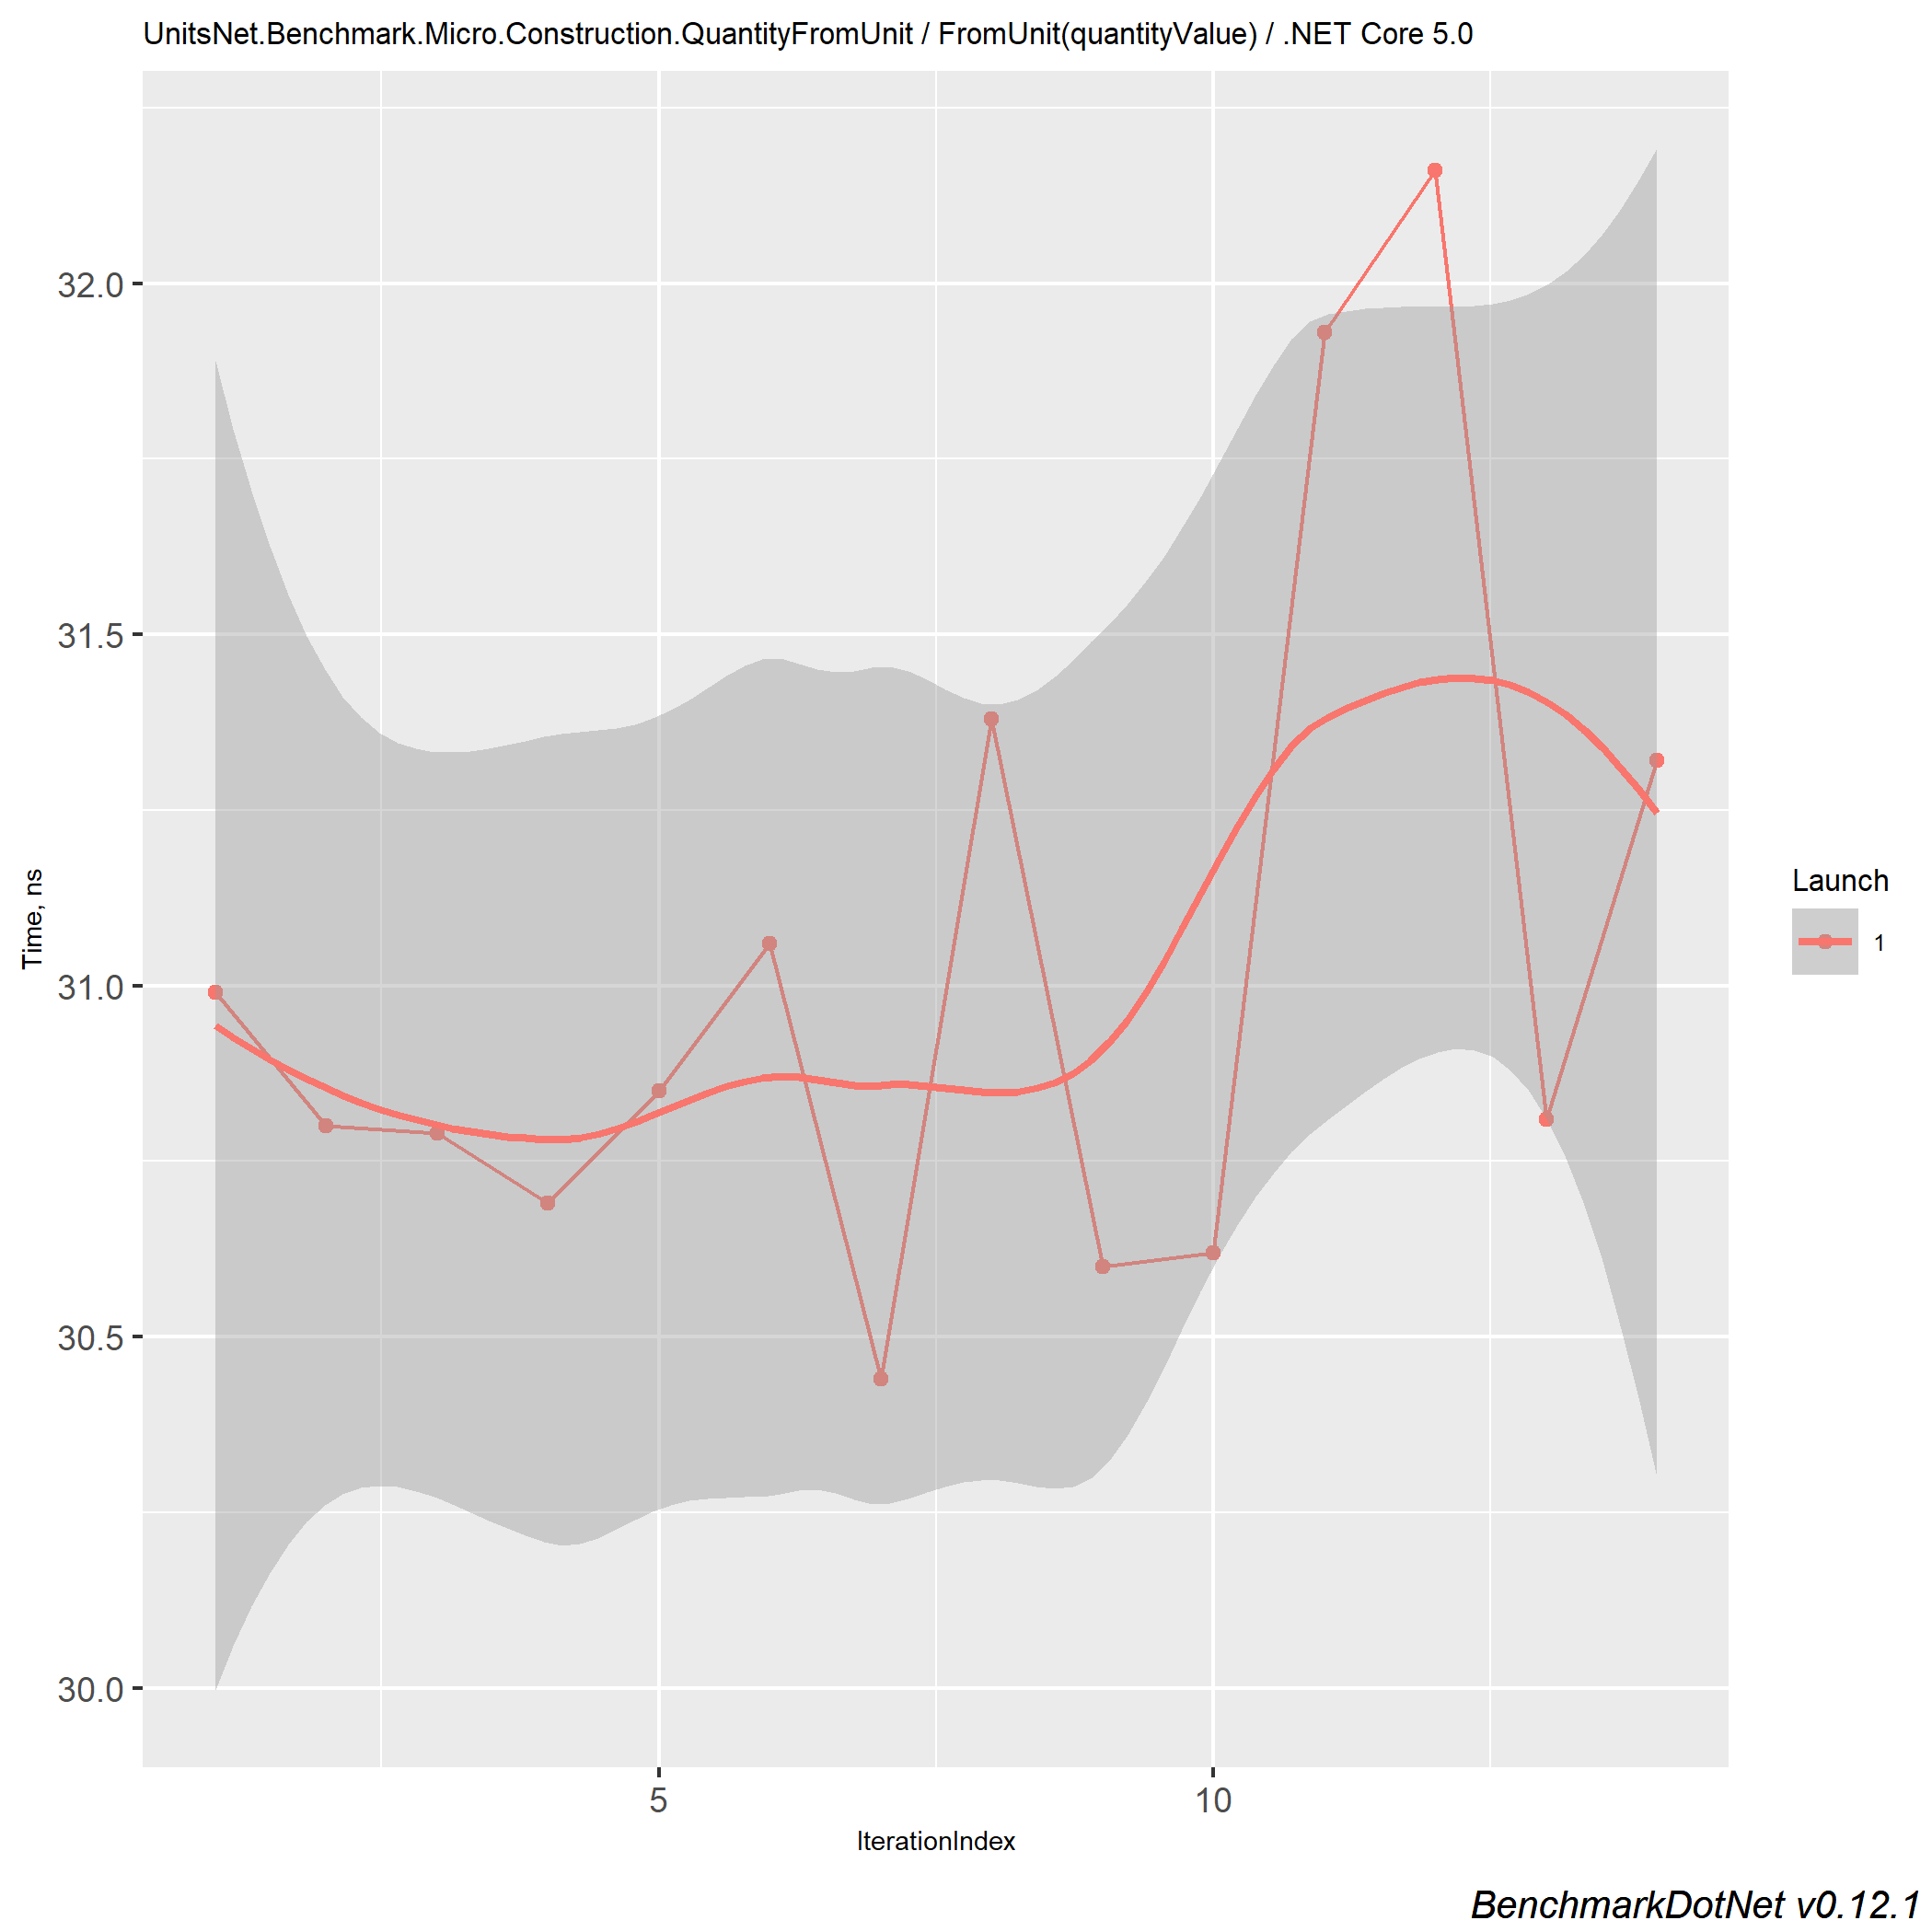 UnitsNet.Benchmark.Micro.Construction.QuantityFromUnit / FromUnit(quantityValue) / .NET Core 5.0
32.0
31.5
31.0
30.5
30.0
Time, ns
5
10
IterationIndex
Launch
1
BenchmarkDotNet v0.12.1